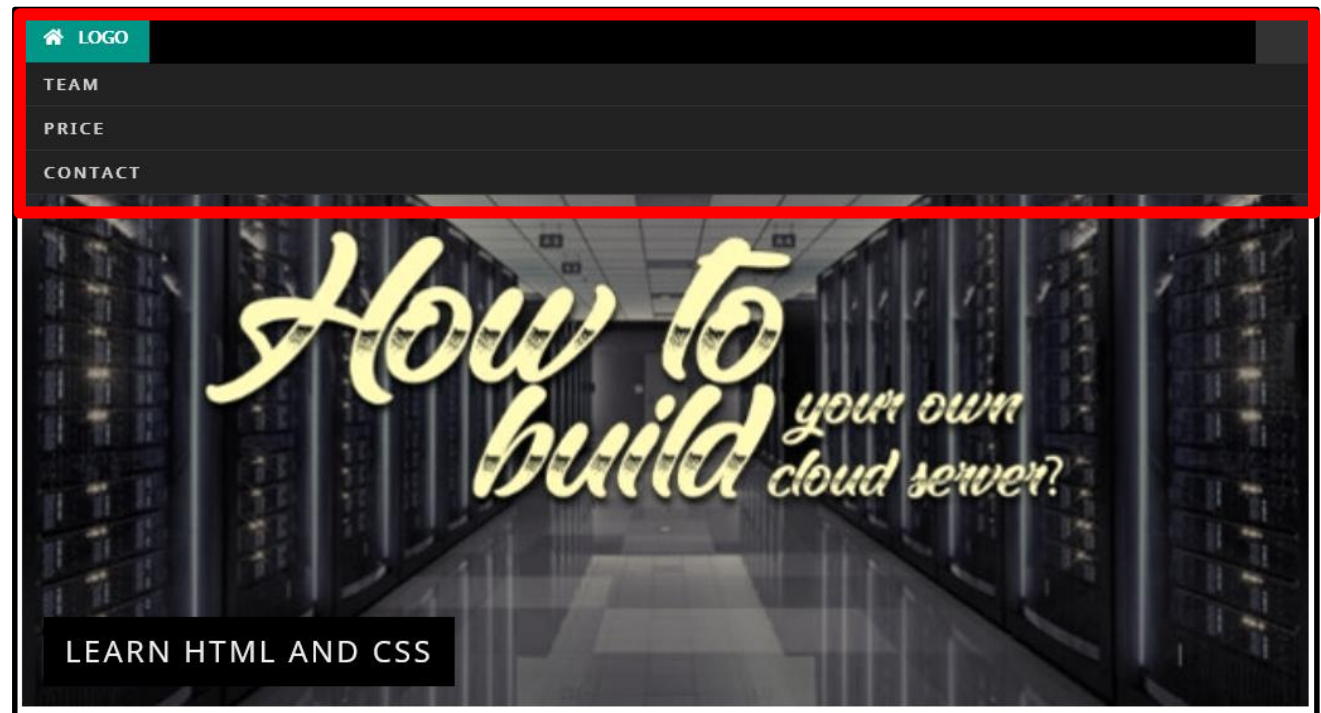 LOGO
TEAM
PRICE
CONTACT
How to
build your own
cloud server?
LEARN HTML AND CSS